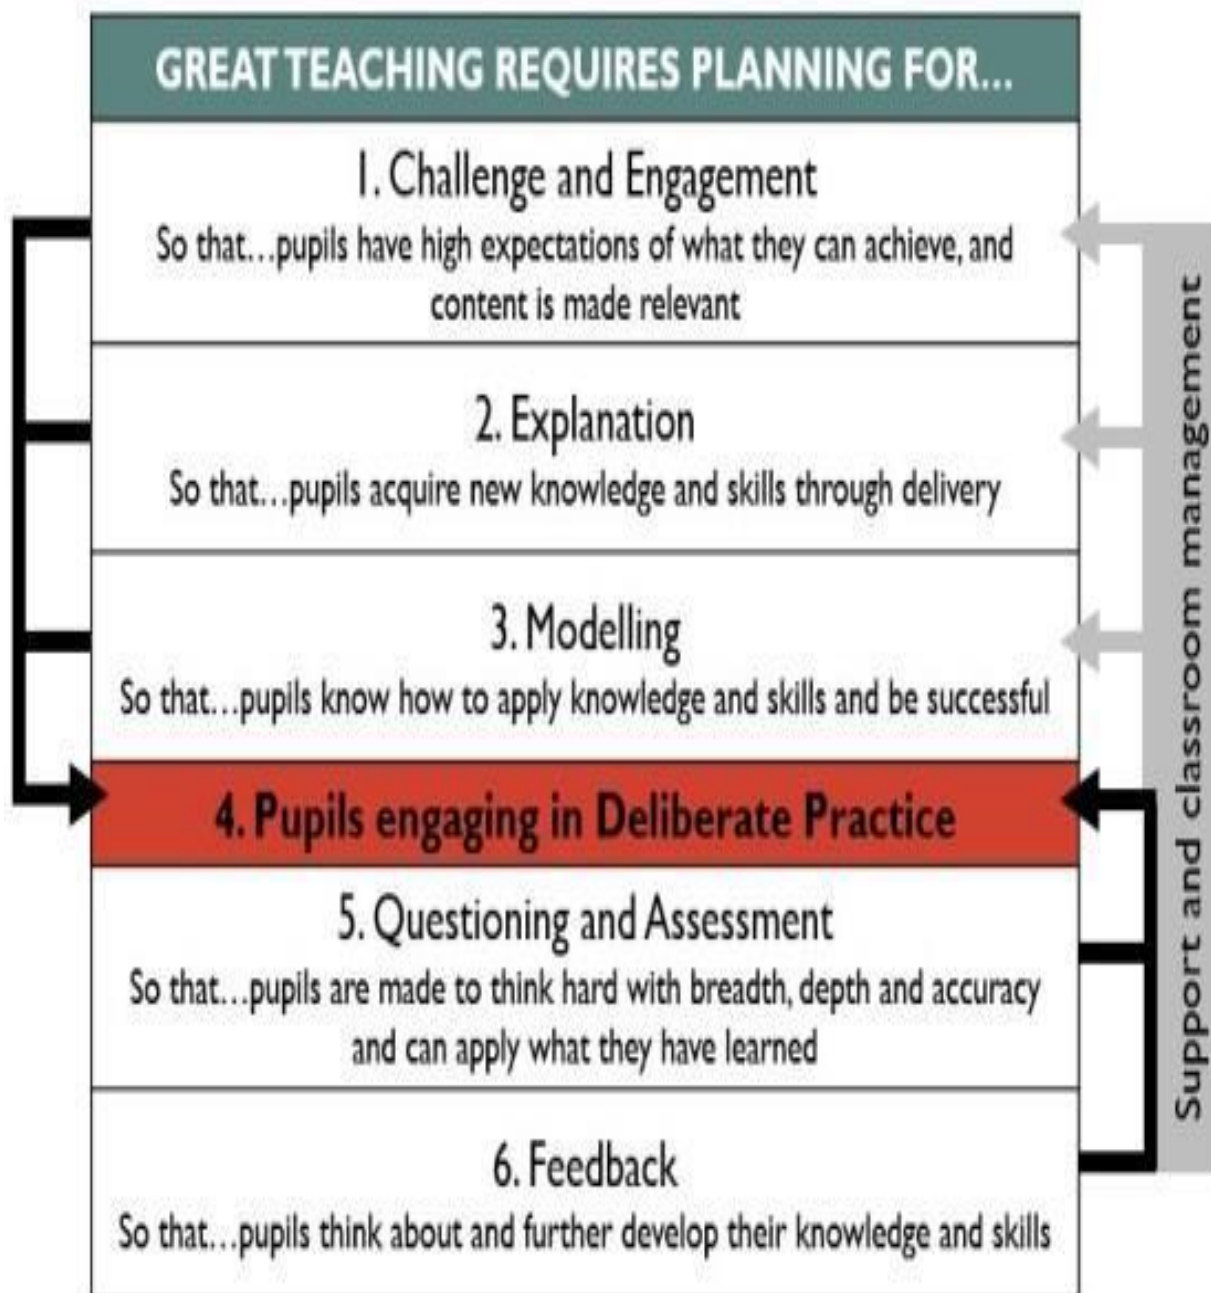 GREAT TEACHING REQUIRES PLANNING FOR...
1. Challenge and Engagement
So that...pupils have high expectations of what they can achieve, and
content is made relevant
2. Explanation
So that...pupils acquire new knowledge and skills through delivery
3. Modelling
So that...pupils know how to apply knowledge and skills and be successful
4. Pupils engaging in Deliberate Practice
5. Questioning and Assessment
So that...pupils are made to think hard with breadth, depth and accuracy
and can apply what they have learned
6. Feedback
So that...pupils think about and further develop their knowledge and skills
Support and classroom management